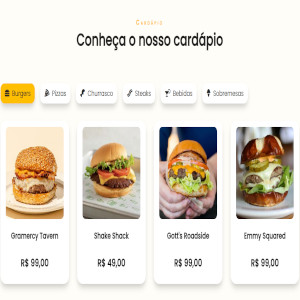 Cardápio
Conheça o nosso cardápio
Burgers Pizzas Churrasco Steaks Bebidas Sobremesas
Gramercy Tavern Shake Shack Gott's Roadside Emmy Squared
R$ 99,00 R$ 49,00 R$ 99,00 R$ 99,00